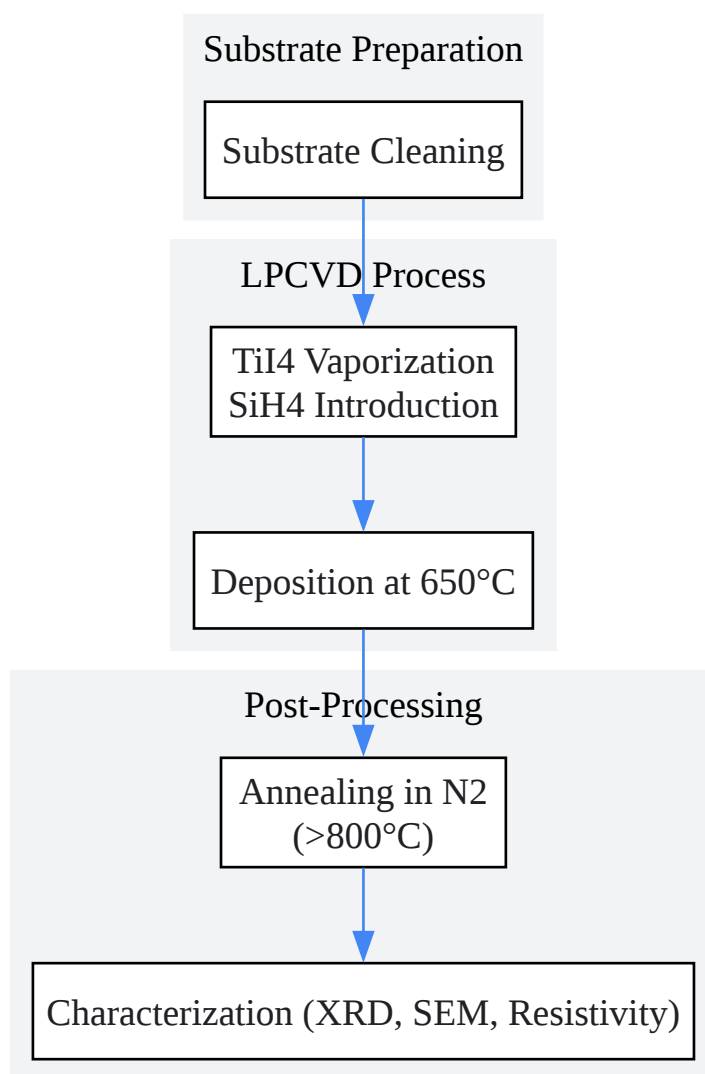 Substrate Preparation
Substrate Cleaning
LPCVD Process
TiI4 Vaporization
SiH4 Introduction
Deposition at 650°C
Post-Processing
Annealing in N2
(>800°C)
Characterization (XRD, SEM, Resistivity)